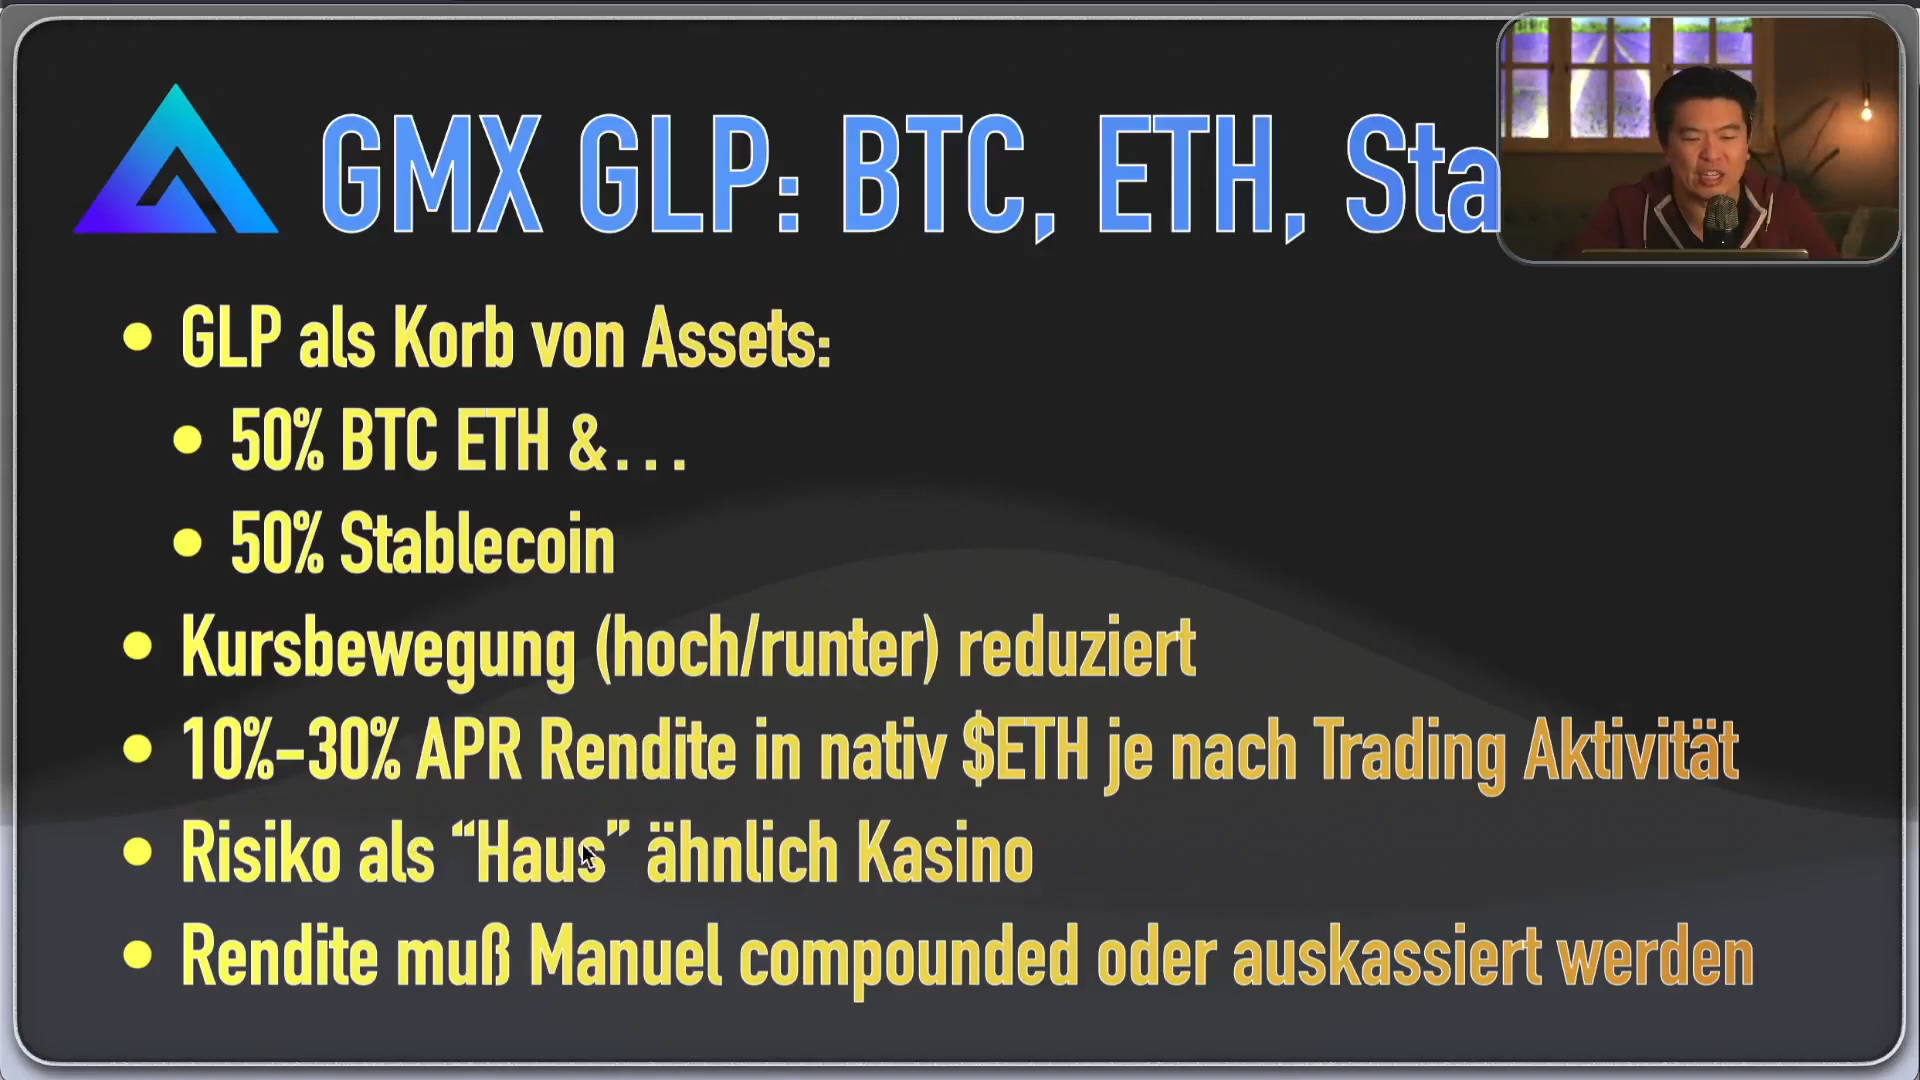 GMX GLP: BTC, ETH, Sta
GLP als Korb von Assets:
50% BTC ETH &...
50% Stablecoin
Kursbewegung (hoch/runter) reduziert
10%–30% APR Rendite in nativ $ETH je nach Trading Aktivität
Risiko als “Haus” ähnlich Kasino
Rendite muß Manuel compounded oder auskassiert werden